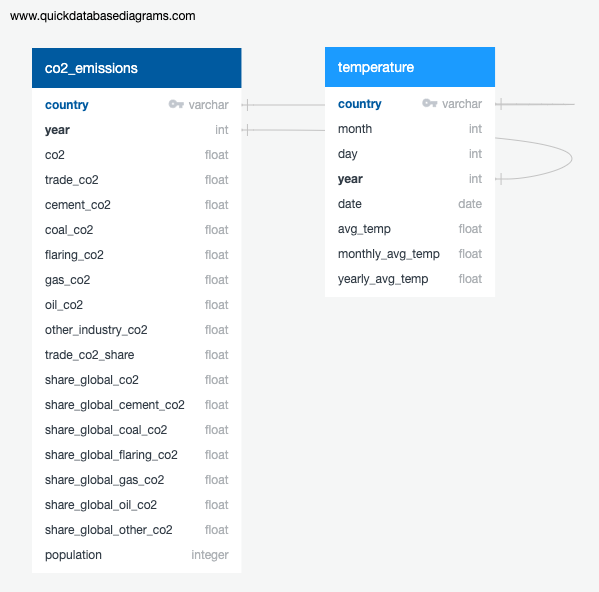 www.quickdatabasediagrams.com
co2_emissions
country varchar
year int
co2 float
trade_co2 float
cement_co2 float
coal_co2 float
flaring_co2 float
gas_co2 float
oil_co2 float
other_industry_co2 float
trade_co2_share float
share_global_co2 float
share_global_cement_co2 float
share_global_coal_co2 float
share_global_flaring_co2 float
share_global_gas_co2 float
share_global_oil_co2 float
share_global_other_co2 float
population integer
temperature
country varchar
month int
day int
year int
date date
avg_temp float
monthly_avg_temp float
yearly_avg_temp float